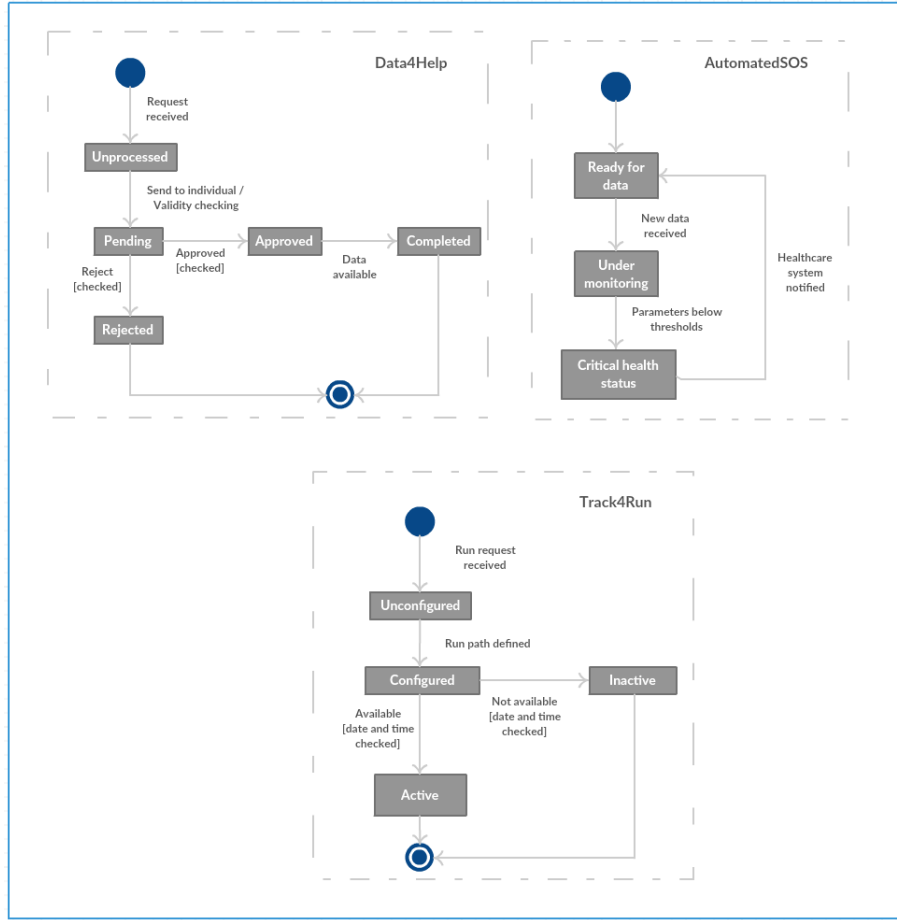 Data4Help
Request
received
Unprocessed
Send to individual /
Validity checking
Pending
Approved
[checked]
Approved
Data
available
Completed
Reject
[checked]
Rejected
AutomatedSOS
Ready for
data
New data
received
Under
monitoring
Healthcare
system
notified
Parameters below
thresholds
Critical health
status
Track4Run
Run request
received
Unconfigured
Run path defined
Configured
Not available
[date and time
checked]
Inactive
Available
[date and time
checked]
Active